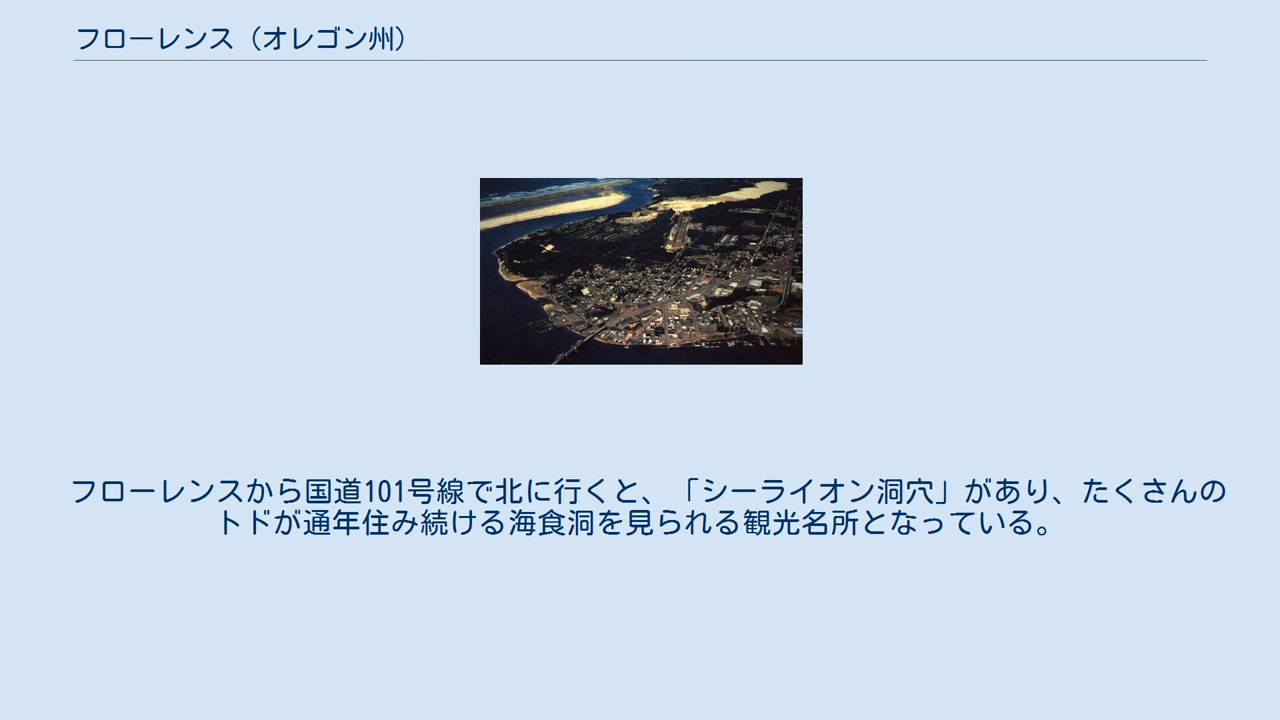 フローレンス（オレゴン州）
フローレンスから国道101号線で北に行くと、「シーライオン洞穴」があり、たくさんの
トドが通年住み続ける海食洞を見られる観光名所となっている。